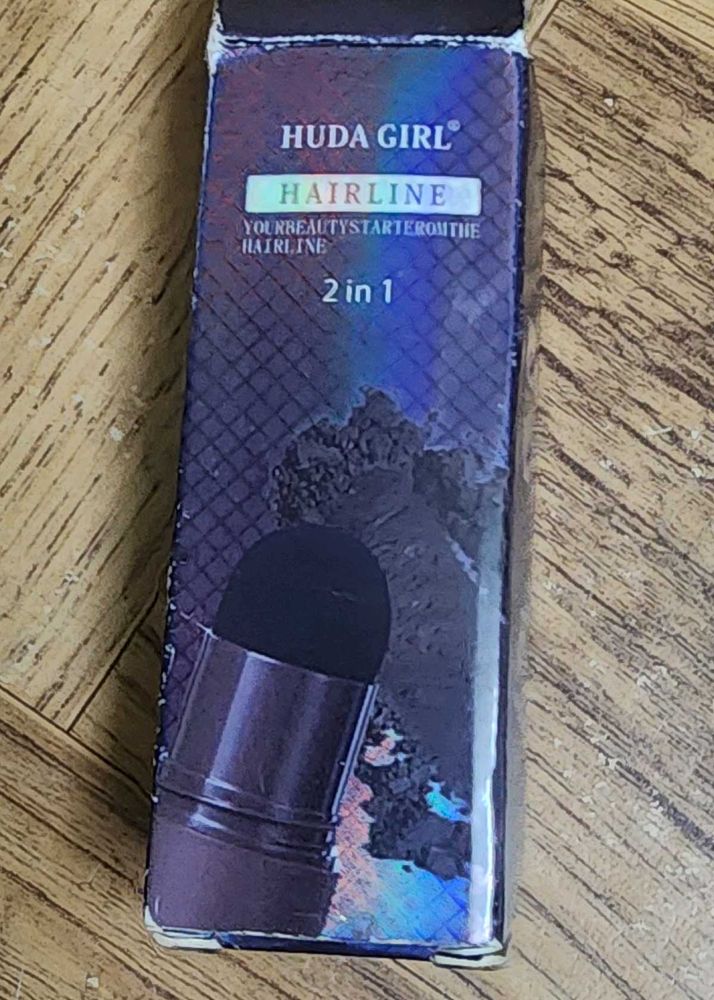 HUDA GIRL®
HAIRLINE
YOURBEAUTYSTARTEROMTHE
HAIRLINE
2 in 1